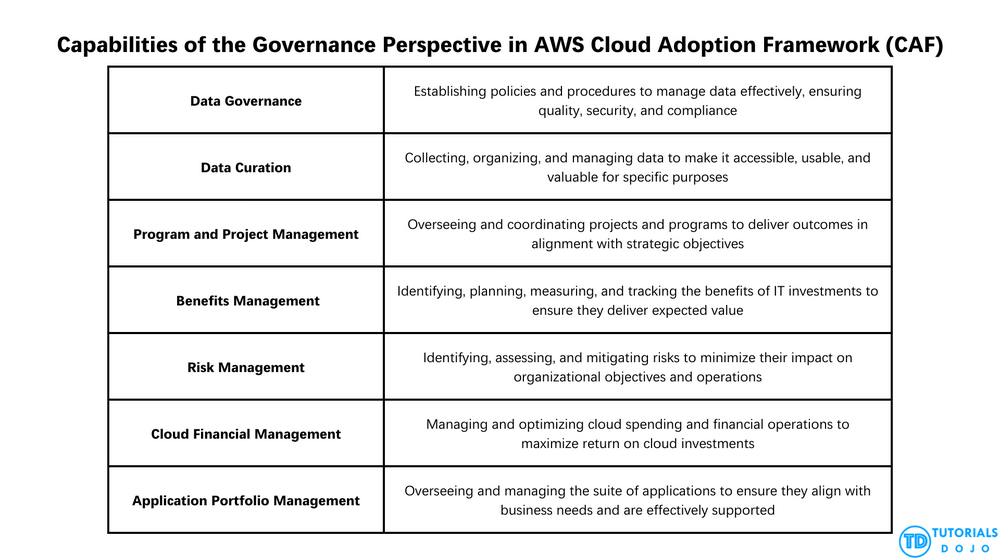 Capabilities of the Governance Perspective in AWS Cloud Adoption Framework (CAF)
Data Governance
Establishing policies and procedures to manage data effectively, ensuring
quality, security, and compliance
Data Curation
Collecting, organizing, and managing data to make it accessible, usable, and
valuable for specific purposes
Program and Project Management
Overseeing and coordinating projects and programs to deliver outcomes in
alignment with strategic objectives
Benefits Management
Identifying, planning, measuring, and tracking the benefits of IT investments to
ensure they deliver expected value
Risk Management
Identifying, assessing, and mitigating risks to minimize their impact on
organizational objectives and operations
Cloud Financial Management
Managing and optimizing cloud spending and financial operations to
maximize return on cloud investments
Application Portfolio Management
Overseeing and managing the suite of applications to ensure they align with
business needs and are effectively supported
TD
TUTORIALS
DOJO